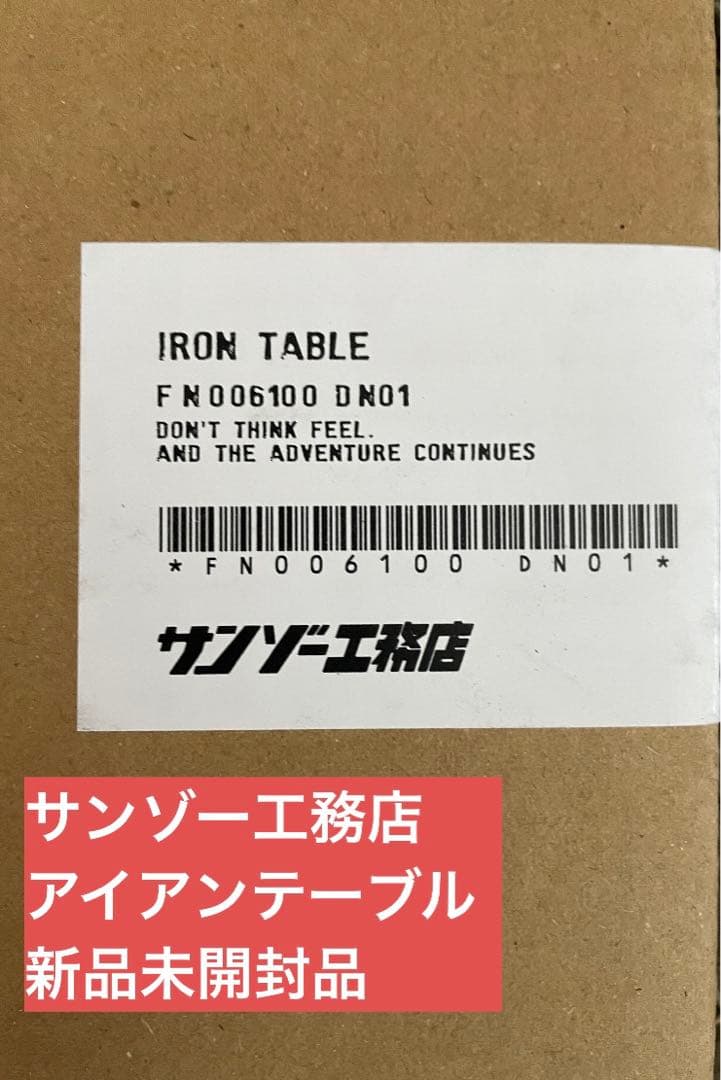 IRON TABLE
FN006100 DN01
DON'T THINK FEEL.
AND THE ADVENTURE CONTINUES
*FN006100 DN01*
サンゾー工務店
サンゾー工務店
アイアンテーブル
新品未開封品